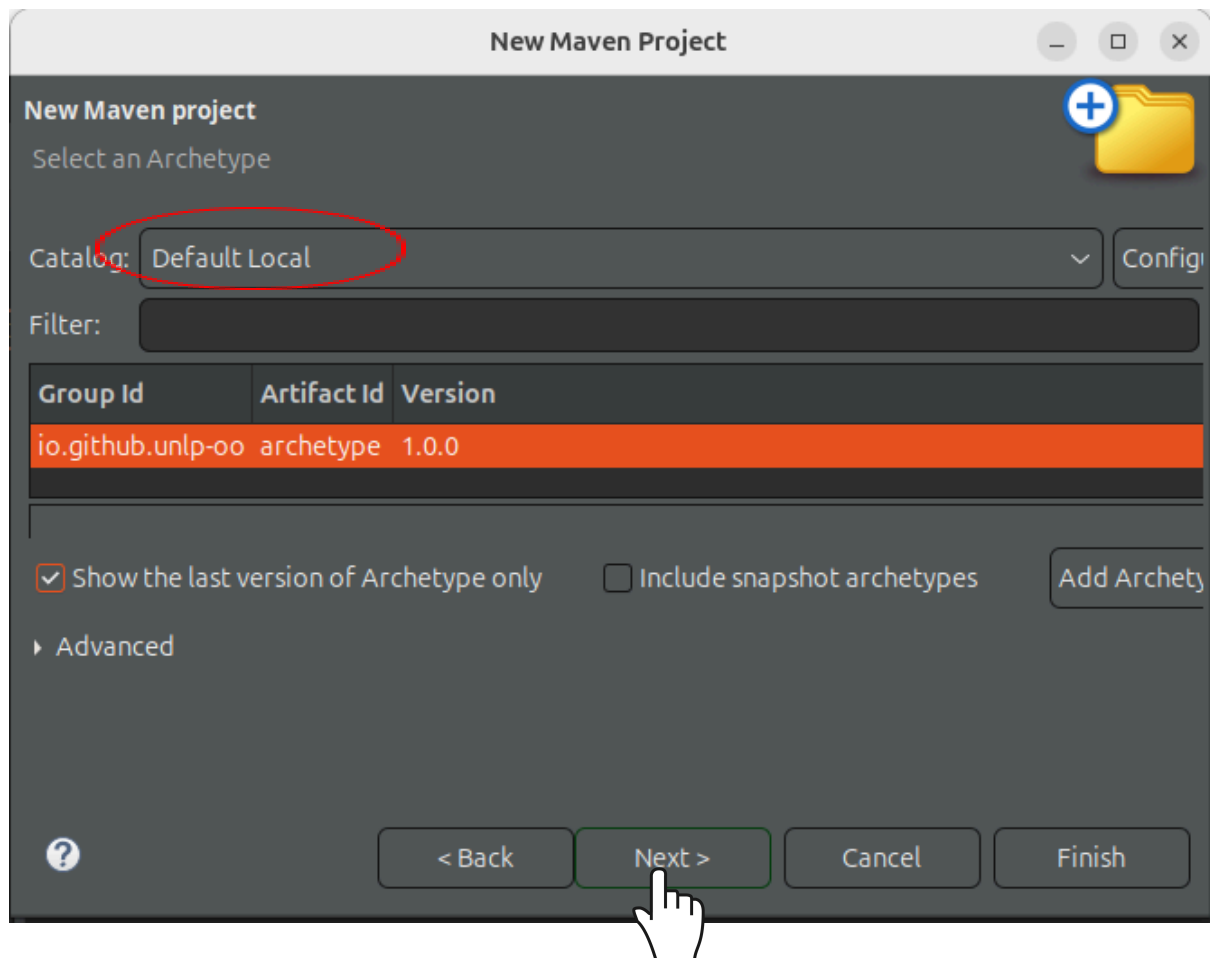 New Maven Project
New Maven project
Select an Archetype
Catalog: Default Local
Filter:
Group Id Artifact Id Version
io.github.unlp-oo archetype 1.0.0
Show the last version of Archetype only Include snapshot archetypes Add Archety
Advanced
? < Back Next > Cancel Finish